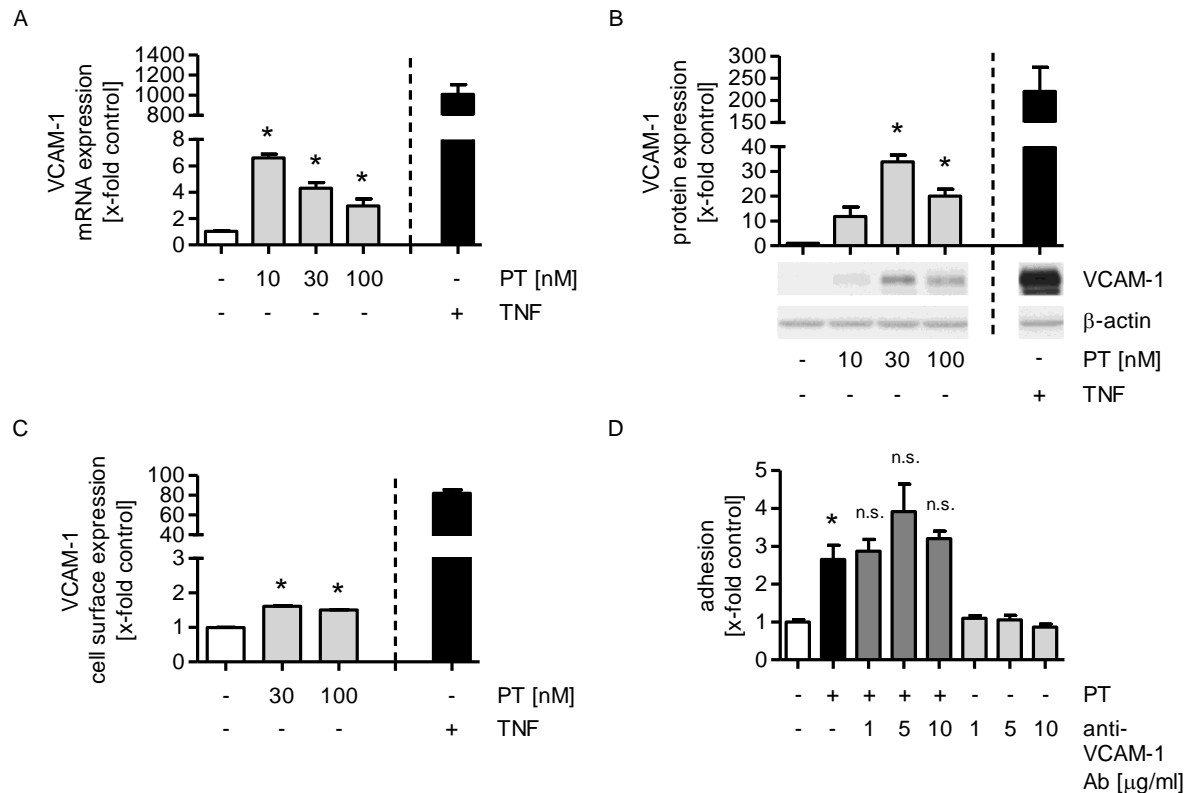 A
VCAM-1
mRNA expression
[x-fold control]
1400
1200
1000
800
8
6
4
2
0
* * *
- 10 30 100 - PT [nM]
- - - - + TNF
B
VCAM-1
protein expression
[x-fold control]
300
250
200
150
40
30
20
10
0
* *
VCAM-1
β-actin
- 10 30 100 - PT [nM]
- - - - + TNF
C
VCAM-1
cell surface expression
[x-fold control]
100
80
60
40
3
2
1
0
* *
- 30 100 - PT [nM]
- - - + TNF
D
adhesion
[x-fold control]
5
4
3
2
1
0
* n.s. n.s. n.s.
- + + + + - - - PT
- - 1 5 10 1 5 10 anti-
VCAM-1
Ab [μg/ml]